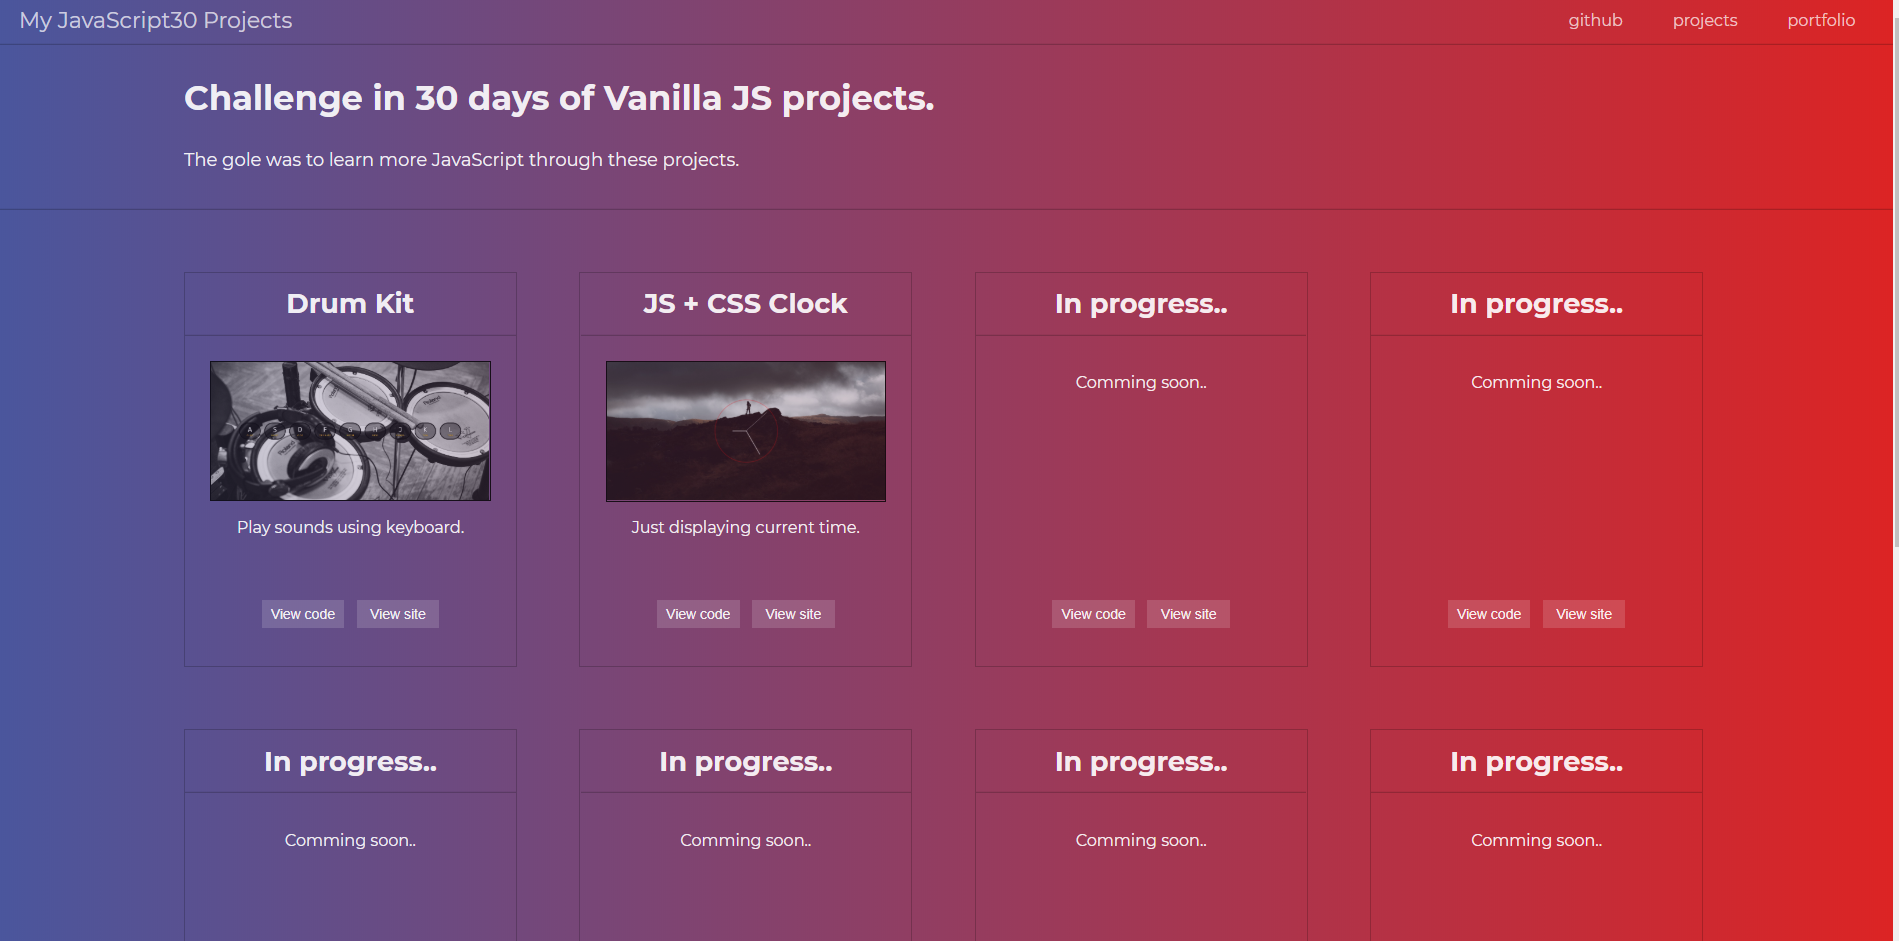 My JavaScript30 Projects
github projects portfolio
Challenge in 30 days of Vanilla JS projects.
The gole was to learn more JavaScript through these projects.
Drum Kit
A S D F G H J K L
Play sounds using keyboard.
View code View site
JS + CSS Clock
Just displaying current time.
View code View site
In progress..
Comming soon..
View code View site
In progress..
Comming soon..
View code View site
In progress..
Comming soon..
In progress..
Comming soon..
In progress..
Comming soon..
In progress..
Comming soon..